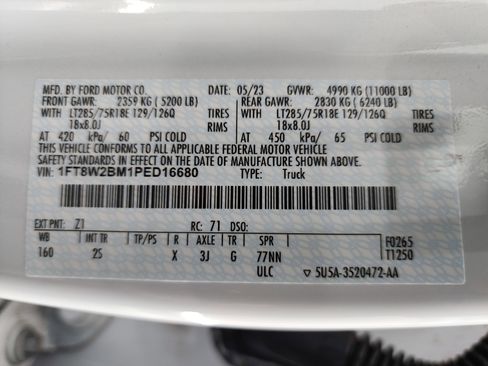 MFD. BY FORD MOTOR CO. 05/23 GVWR: 4990 KG (11000 LB)
FRONT GAWR: 2359 KG (5200 LB) REAR GAWR: 2830 KG (6240 LB)
WITH LT285/75R18E 129/126Q WITH LT285/75R18E 129/126Q
18x8.0J 18x8.0J
AT 420 kPa/ 60 PSI COLD AT 450 kPa/ 65 PSI COLD
THIS VEHICLE CONFORMS TO ALL APPLICABLE FEDERAL MOTOR VEHICLE
SAFETY STANDARDS IN EFFECT ON THE DATE OF MANUFACTURE SHOWN ABOVE.
VIN: 1FT8W2BM1PED16680 TYPE: Truck
EXT PNT: Z1 RC: 71 DSO:
WB INT TR TP/PS R AXLE TR SPR F0265
160 2S X 3J G 77NN T1250
ULC ▽ 5U5A-3520472-AA